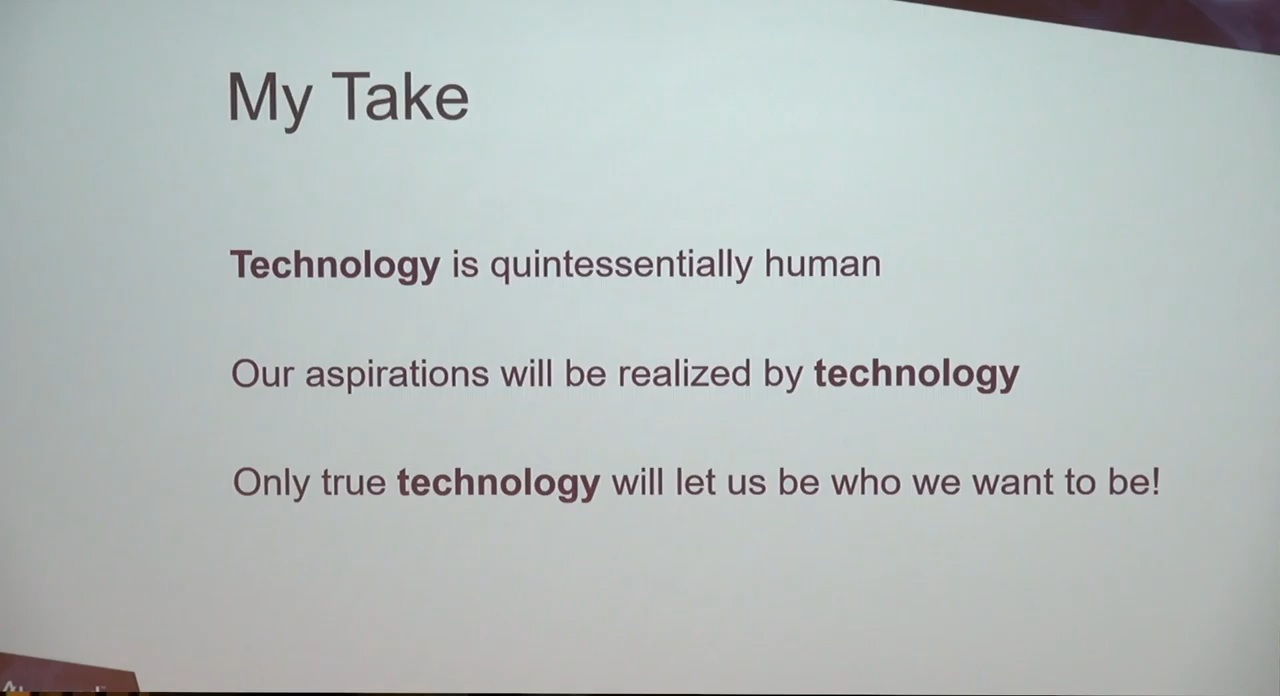 My Take
Technology is quintessentially human
Our aspirations will be realized by technology
Only true technology will let us be who we want to be!